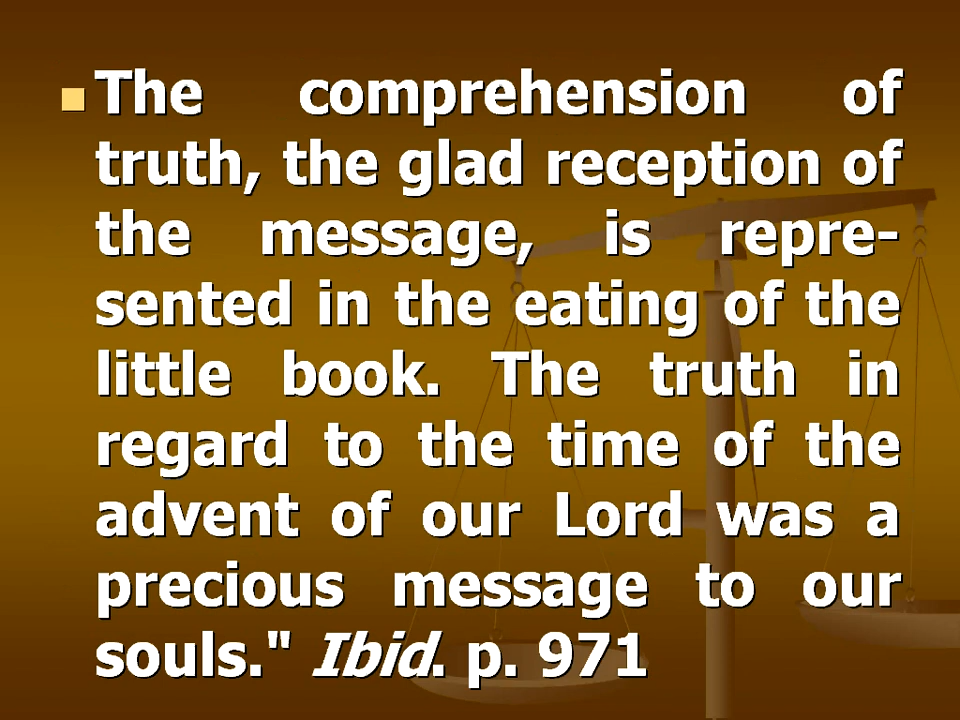 The comprehension of
truth, the glad reception of
the message, is repre-
sented in the eating of the
little book. The truth in
regard to the time of the
advent of our Lord was a
precious message to our
souls." Ibid. p. 971